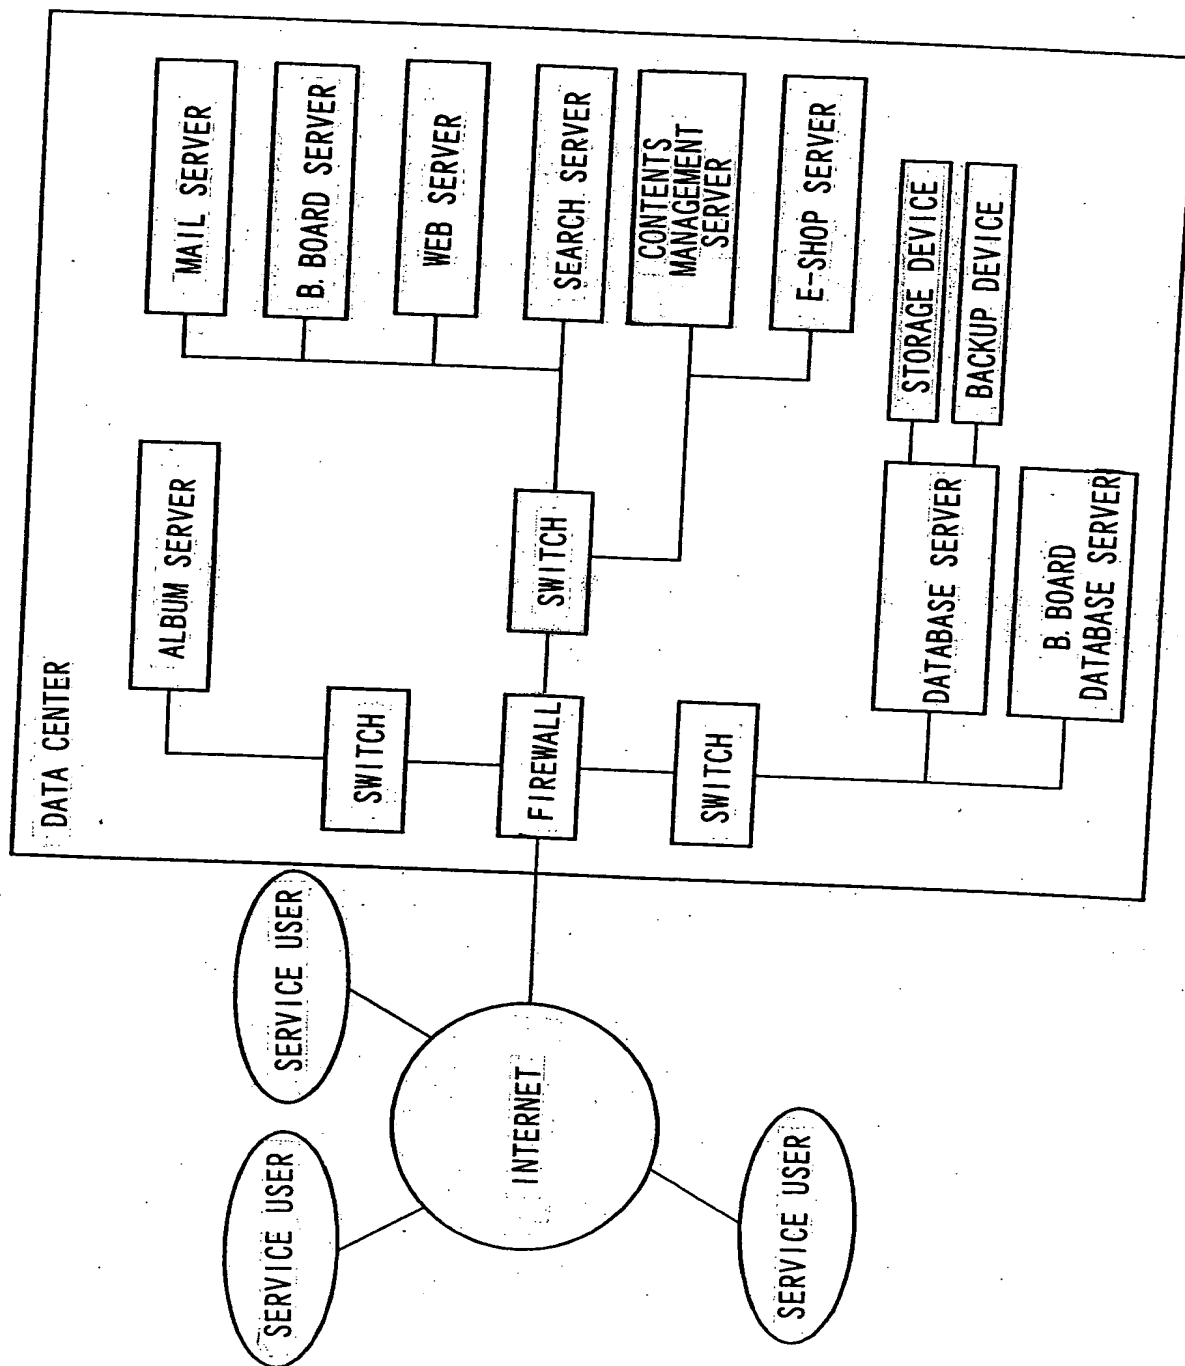 DATA CENTER
ALBUM SERVER
MAIL SERVER
B. BOARD SERVER
WEB SERVER
SEARCH SERVER
CONTENTS
MANAGEMENT
SERVER
E-SHOP SERVER
SWITCH
SWITCH
FIREWALL
SWITCH
STORAGE DEVICE
BACKUP DEVICE
DATABASE SERVER
B. BOARD
DATABASE SERVER
SERVICE USER
SERVICE USER
INTERNET
SERVICE USER